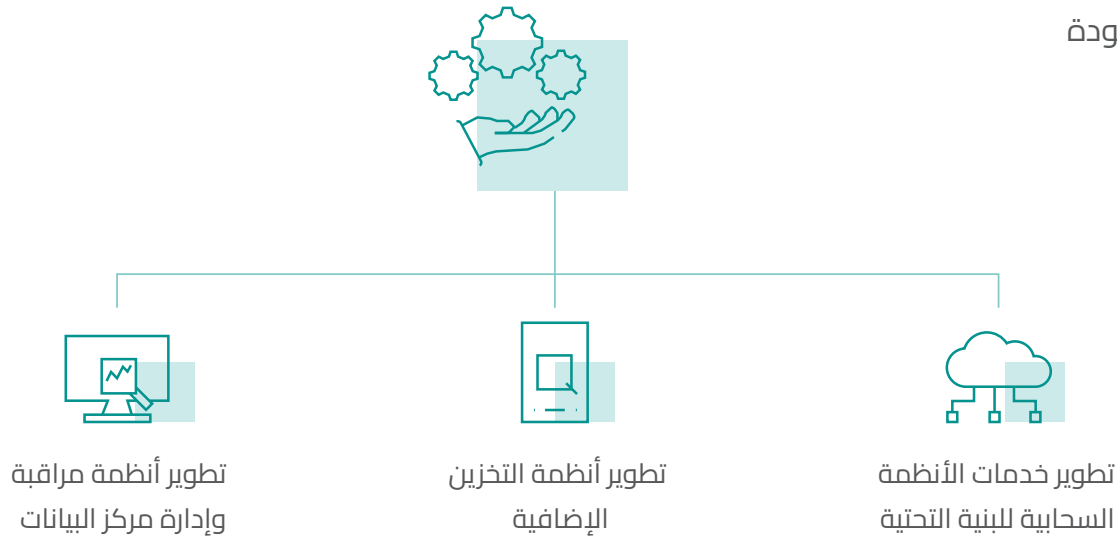 ودة
تطوير خدمات الأنظمة
السحابية للبنية التحتية
تطوير أنظمة التخزين
الإضافية
تطوير أنظمة مراقبة
وإدارة مركز البيانات